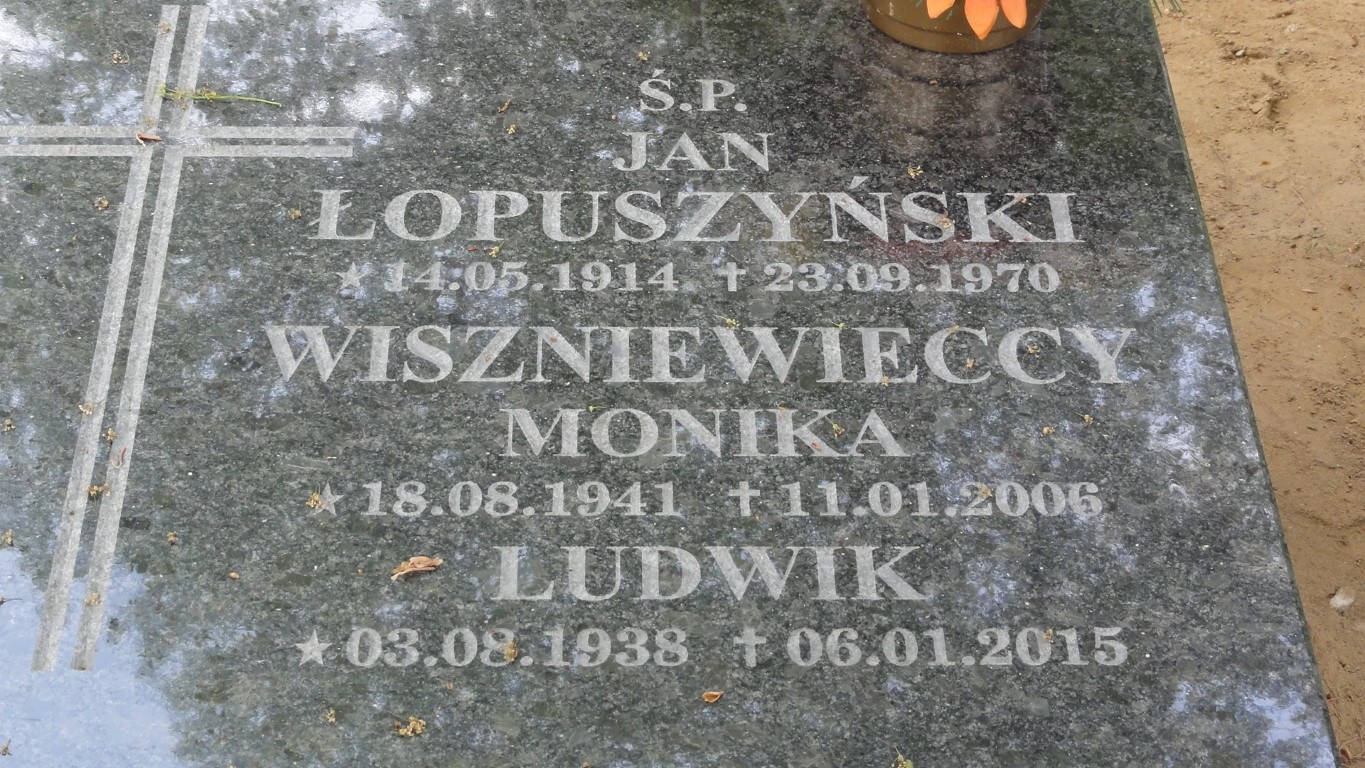 Ś.P.
JAN
ŁOPUSZYŃSKI
★ 14.05.1914 ✝ 23.09.1970
WISZNIEWIECCY
MONIKA
★ 18.08.1941 ✝ 11.01.2006
LUDWIK
★ 03.08.1938 ✝ 06.01.2015